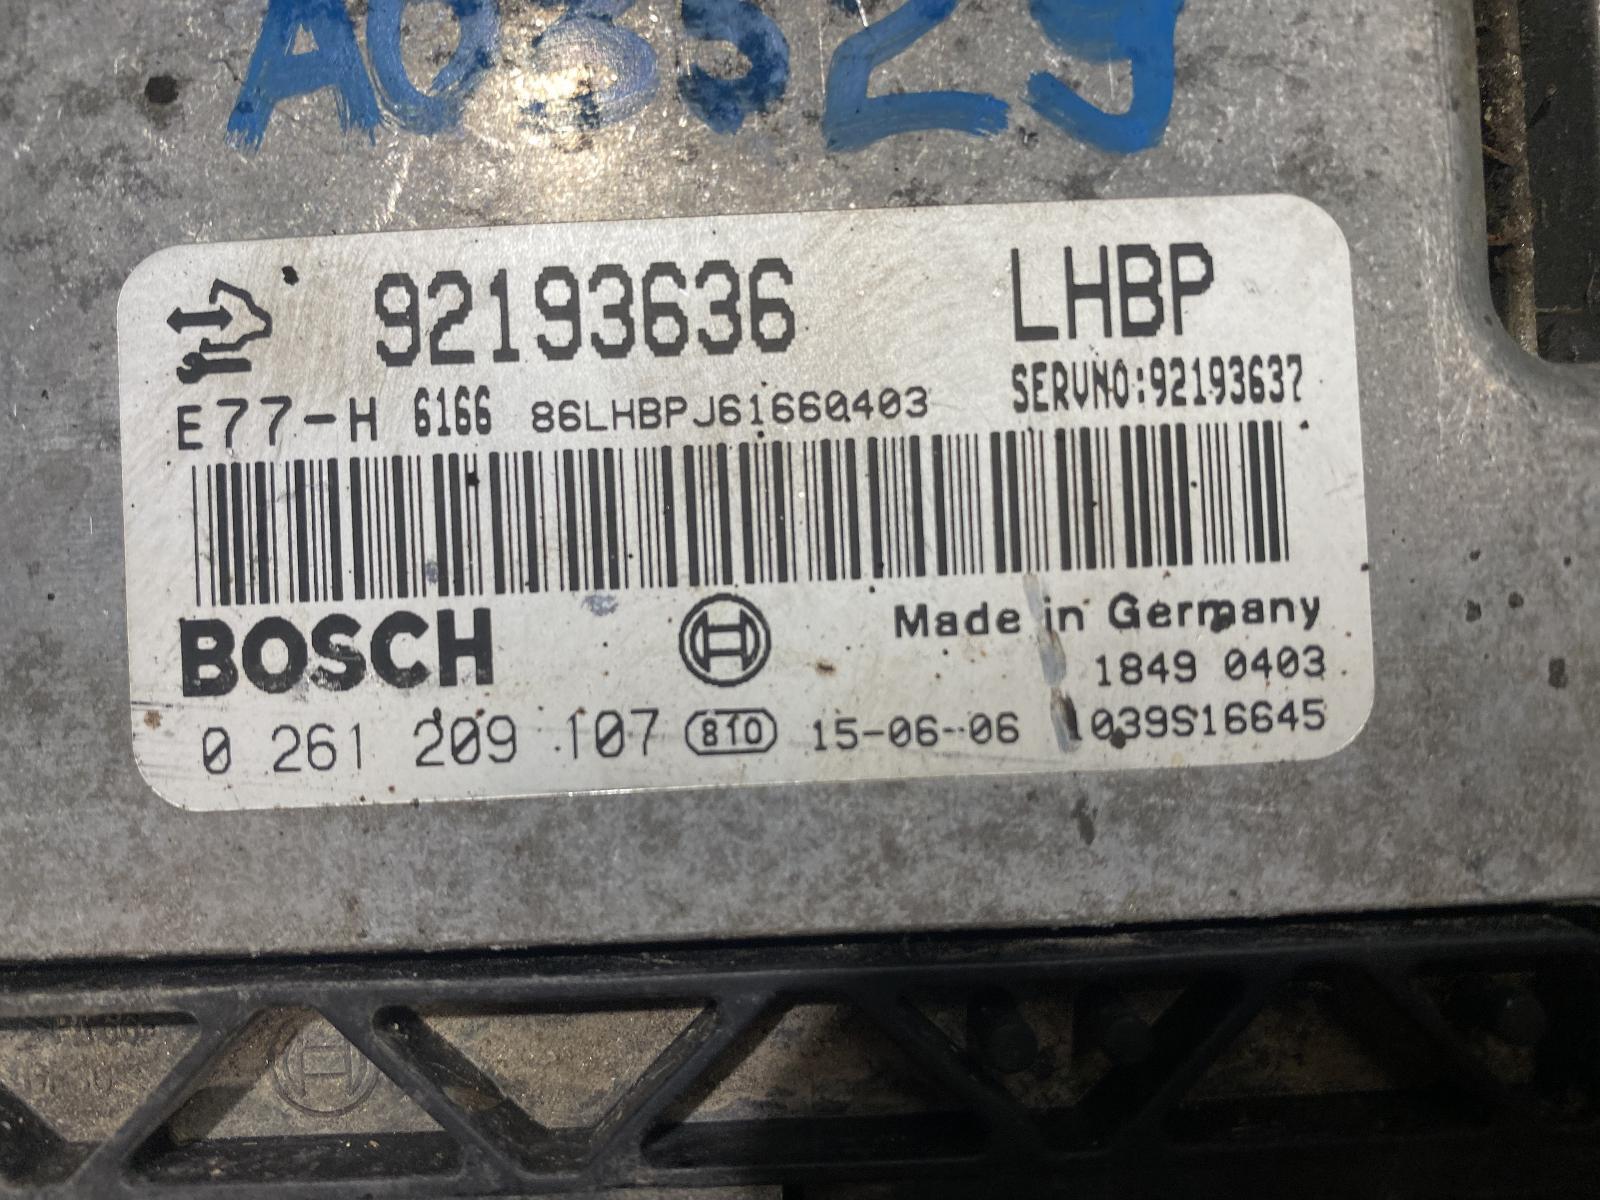 A03529
92193636 LHBP
E77-H 6166 86LHBPJ61660403 SERVNO:92193637
BOSCH Made in Germany
1849 0403
0 261 209 107 810 15-06-06 1039S16645